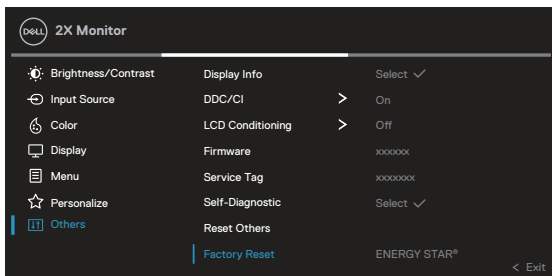 DELL 2X Monitor
Brightness/Contrast Display Info Select ✓
Input Source DDC/CI > On
Color LCD Conditioning > Off
Display Firmware xxxxxx
Menu Service Tag xxxxxxx
Personalize Self-Diagnostic Select ✓
Others Reset Others
Factory Reset ENERGY STAR®
< Exit